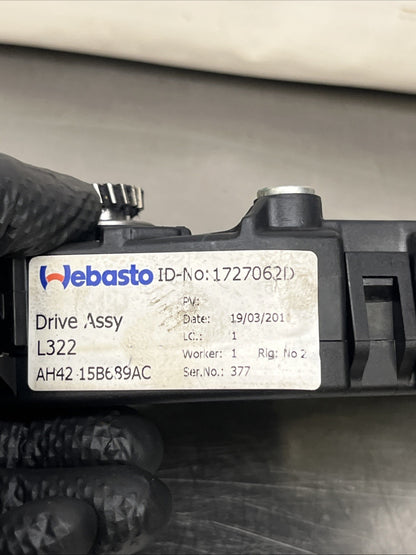 Webasto ID-No: 1727062D
PV:
Drive Assy
Date: 19/03/2011
L322
LC.: 1
Worker: 1 Rig: No 2
AH42 15B689AC
Ser.No.: 377